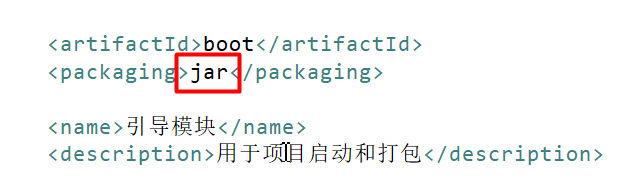 <artifactId>boot</artifactId>
<packaging>jar</packaging>
<name>引导模块</name>
<description>用于项目启动和打包</description>